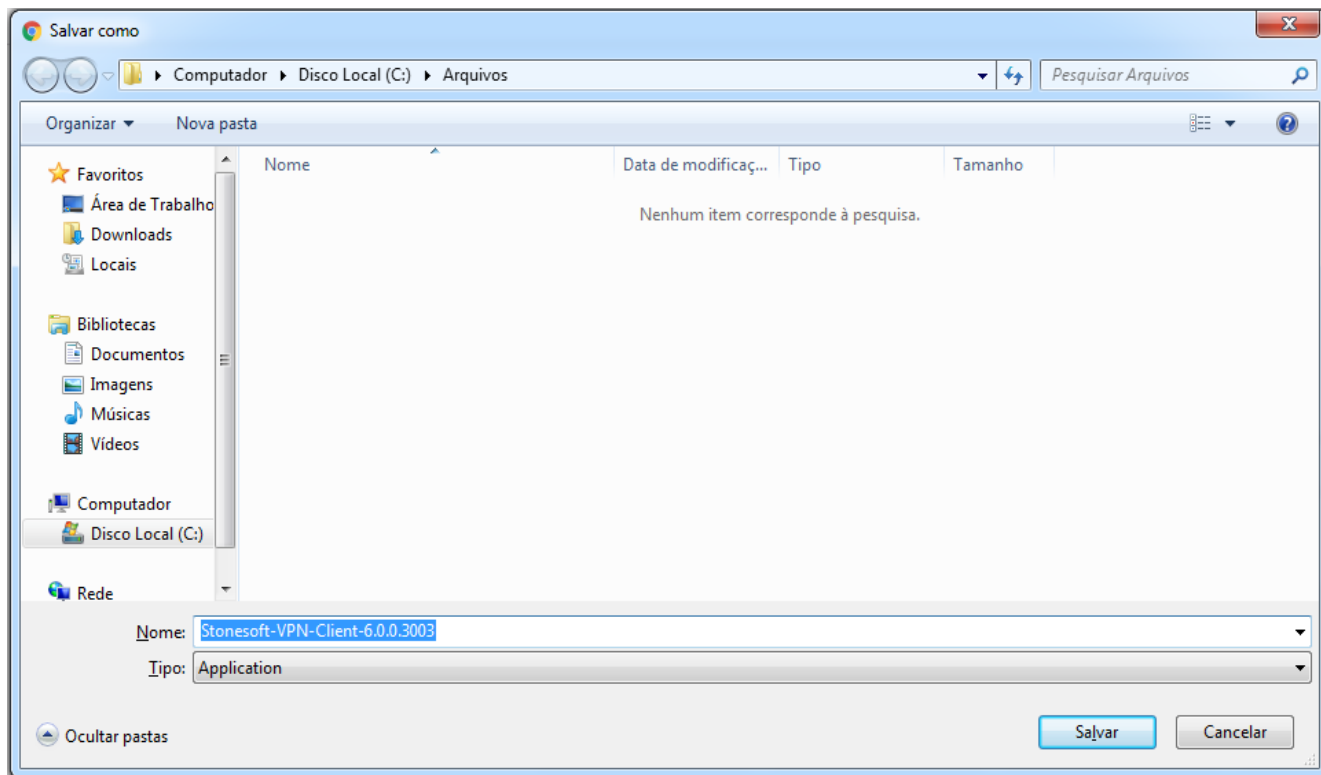 Salvar como
Computador Disco Local (C:) Arquivos
Pesquisar Arquivos
Organizar Nova pasta
Nome Data de modificaç... Tipo Tamanho
Nenhum item corresponde à pesquisa.
Favoritos
Área de Trabalho
Downloads
Locais
Bibliotecas
Documentos
Imagens
Músicas
Vídeos
Computador
Disco Local (C:)
Rede
Nome: Stonesoft-VPN-Client-6.0.0.3003
Tipo: Application
Ocultar pastas
Salvar Cancelar